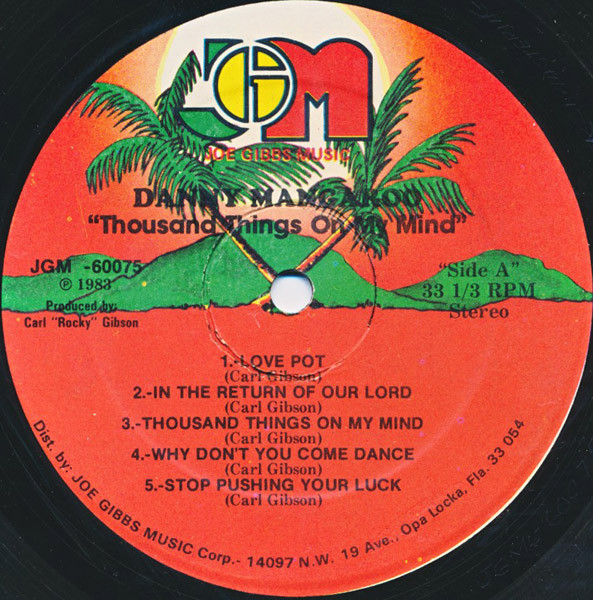 JGM
JOE GIBBS MUSIC
DANNY MANGAROO
"Thousand Things On My Mind"
JGM -60075
℗ 1983
Produced by:
Carl "Rocky" Gibson
"Side A"
33 1/3 RPM
Stereo
1.-LOVE POT
(Carl Gibson)
2.-IN THE RETURN OF OUR LORD
(Carl Gibson)
3.-THOUSAND THINGS ON MY MIND
(Carl Gibson)
4.-WHY DON'T YOU COME DANCE
(Carl Gibson)
5.-STOP PUSHING YOUR LUCK
(Carl Gibson)
Dist. by: JOE GIBBS MUSIC Corp.- 14097 N.W. 19 Ave., Opa Locka, Fla. 33 054